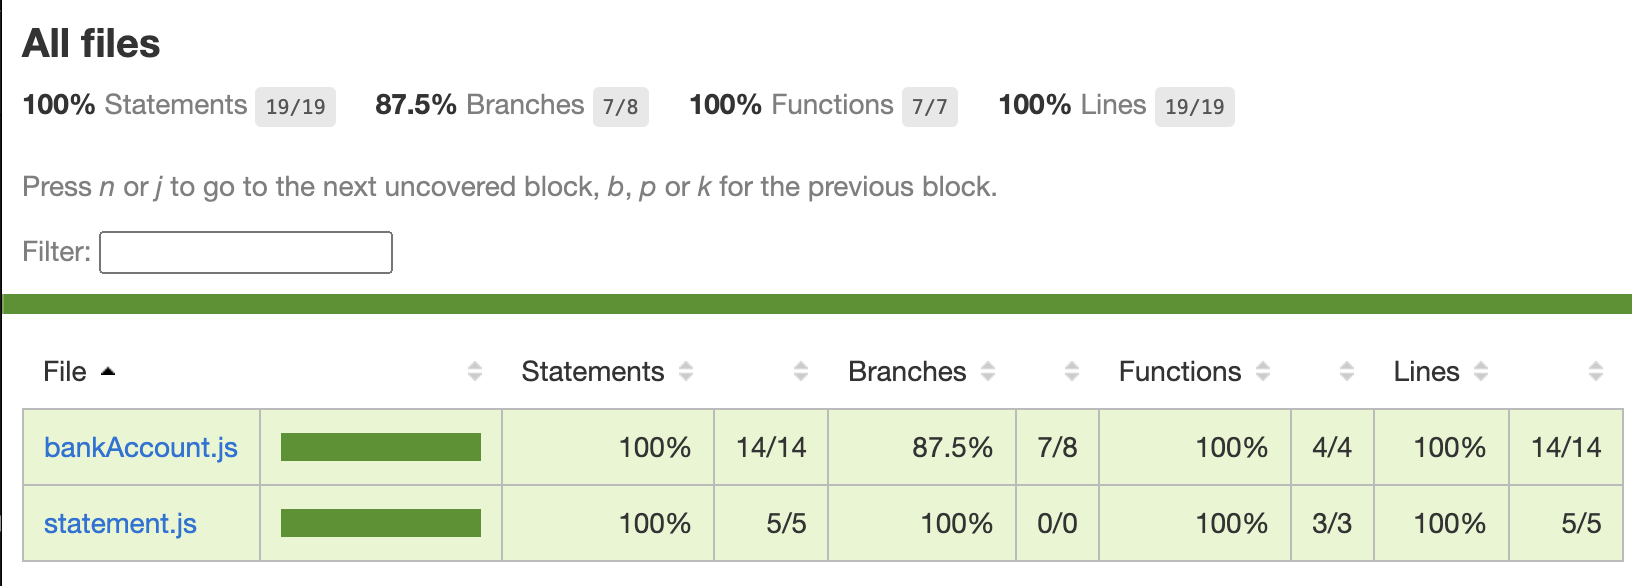 All files
100% Statements 19/19 87.5% Branches 7/8 100% Functions 7/7 100% Lines 19/19
Press n or j to go to the next uncovered block, b, p or k for the previous block.
Filter:
File Statements Branches Functions Lines
bankAccount.js 100% 14/14 87.5% 7/8 100% 4/4 100% 14/14
statement.js 100% 5/5 100% 0/0 100% 3/3 100% 5/5